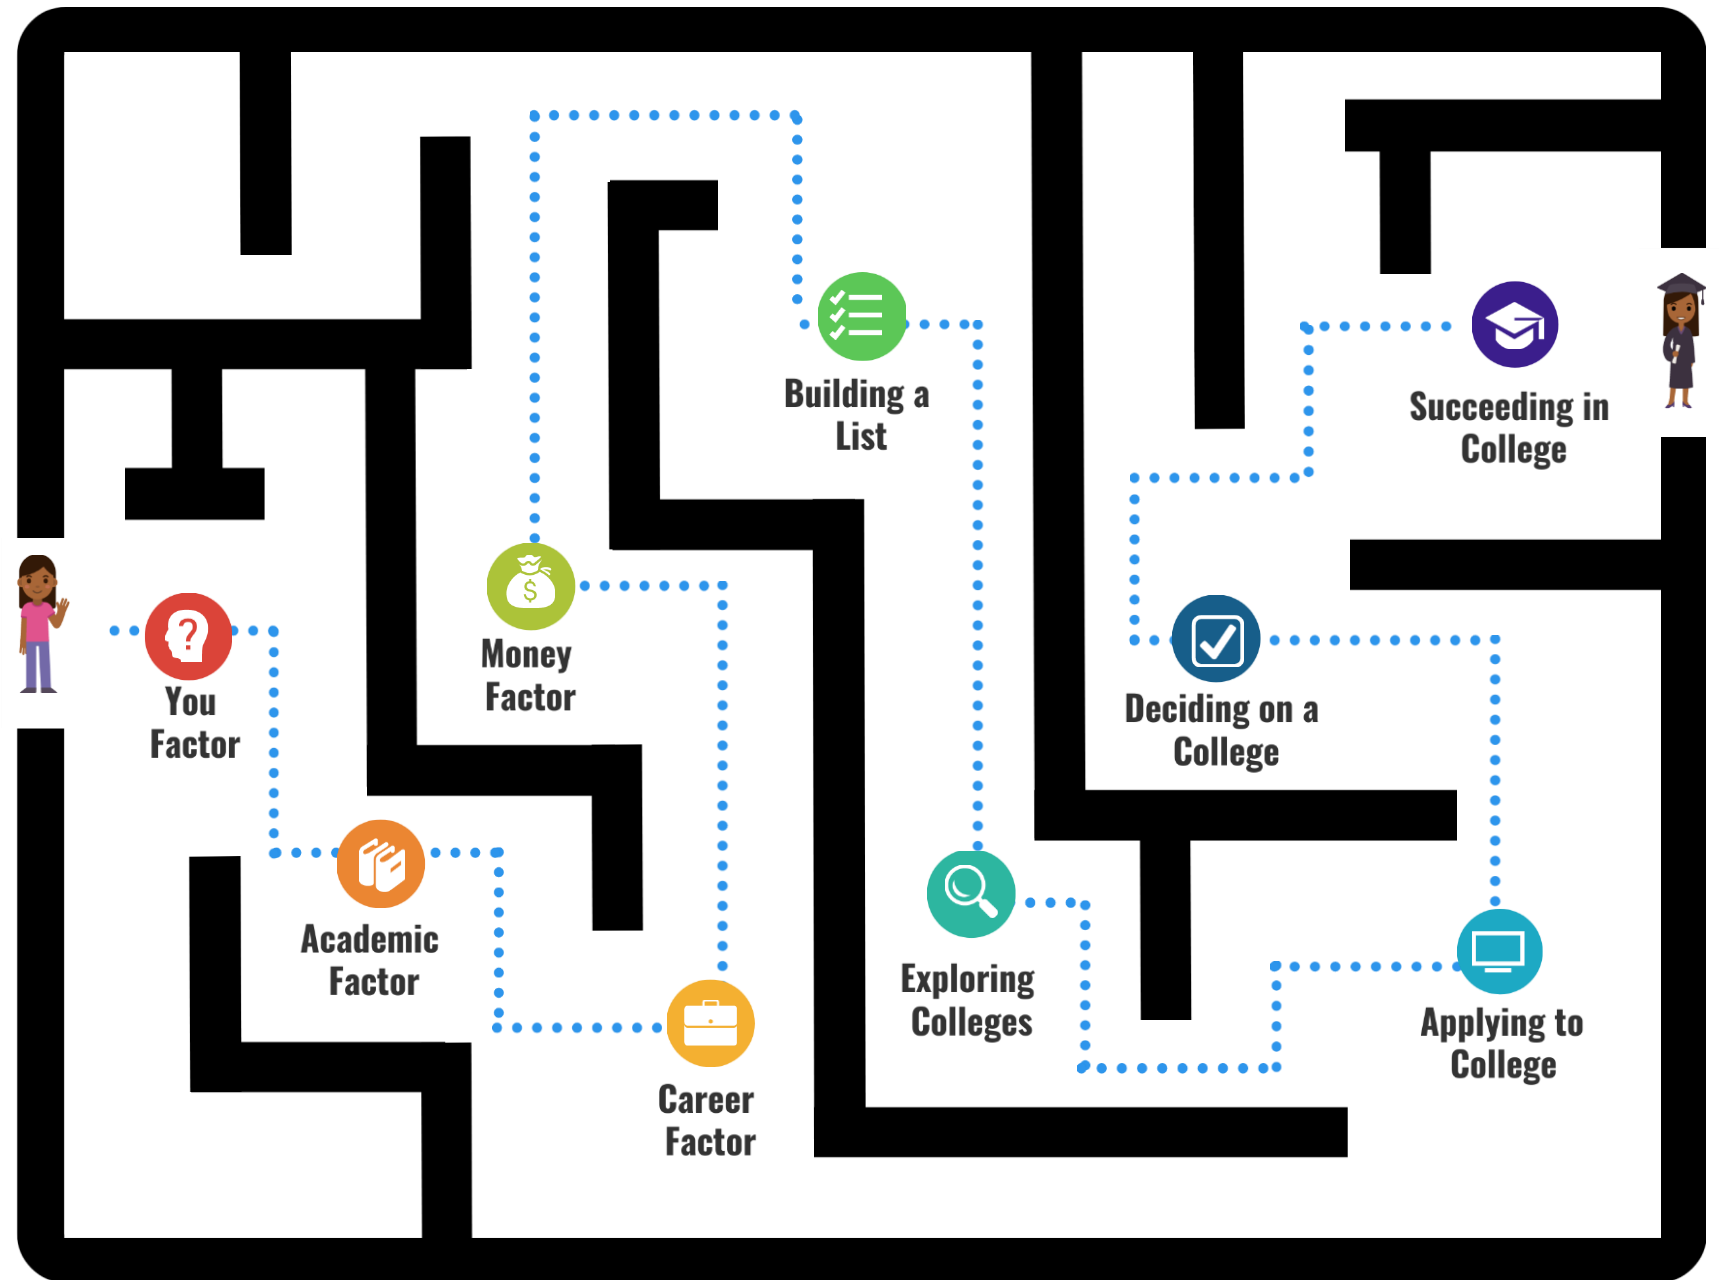 You
Factor
Academic
Factor
Career
Factor
$
Money
Factor
Building a
List
Exploring
Colleges
Applying to
College
Deciding on a
College
Succeeding in
College
?